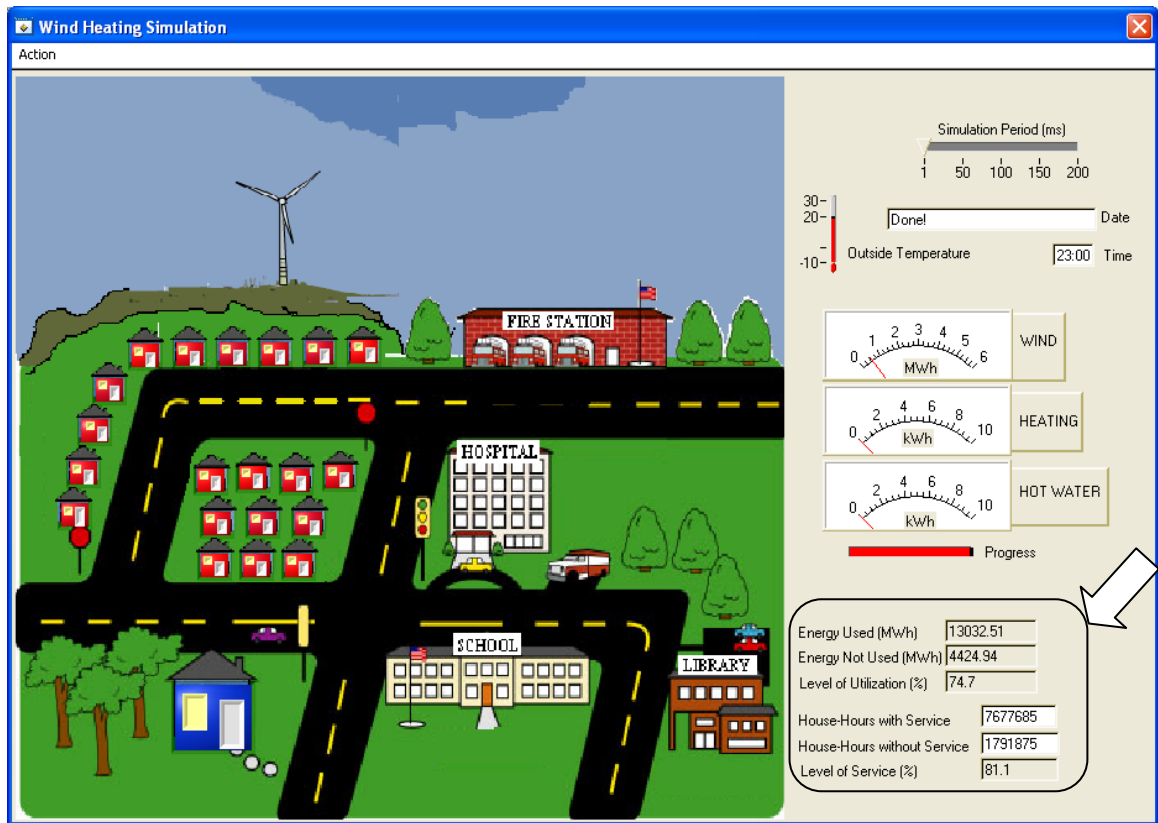 Wind Heating Simulation
Action
Simulation Period (ms)
1 50 100 150 200
30
20
-10
Done!
Date
Outside Temperature
23:00
Time
FIRE STATION
0 1 2 3 4 5 6
MWh
WIND
0 2 4 6 8 10
kWh
HEATING
HOSPITAL
0 2 4 6 8 10
kWh
HOT WATER
Progress
SCHOOL
LIBRARY
Energy Used (MWh) 13032.51
Energy Not Used (MWh) 4424.94
Level of Utilization (%) 74.7
House-Hours with Service 7677685
House-Hours without Service 1791875
Level of Service (%) 81.1